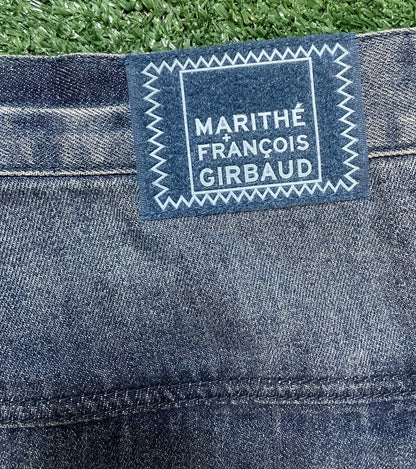 MARITHÉ
+ FRANÇOIS
GIRBAUD